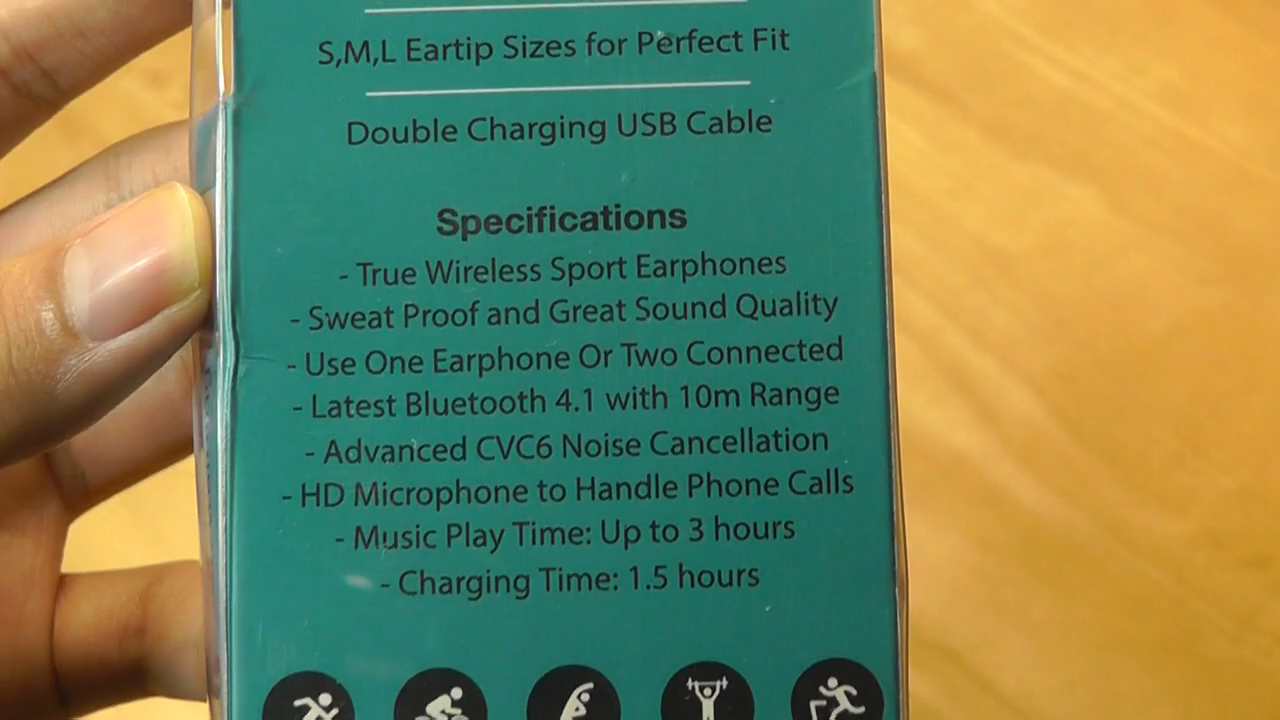 S,M,L Eartip Sizes for Perfect Fit
Double Charging USB Cable
Specifications
- True Wireless Sport Earphones
- Sweat Proof and Great Sound Quality
- Use One Earphone Or Two Connected
- Latest Bluetooth 4.1 with 10m Range
- Advanced CVC6 Noise Cancellation
- HD Microphone to Handle Phone Calls
- Music Play Time: Up to 3 hours
- Charging Time: 1.5 hours